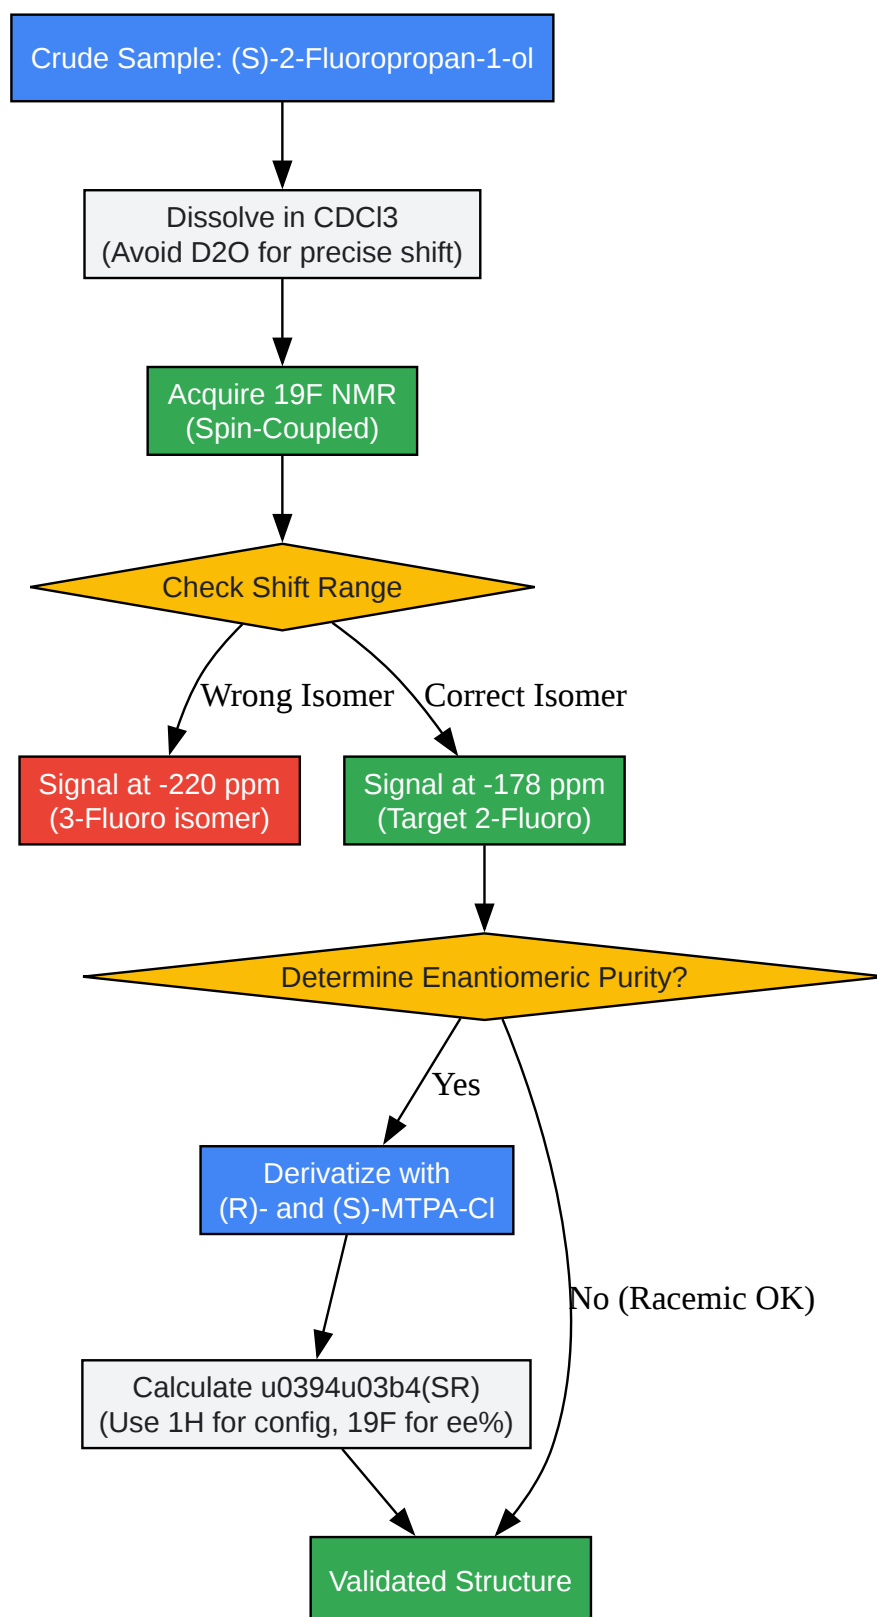 Crude Sample: (S)-2-Fluoropropan-1-ol
Dissolve in CDCl3
(Avoid D2O for precise shift)
Acquire 19F NMR
(Spin-Coupled)
Check Shift Range
Wrong Isomer
Correct Isomer
Signal at -220 ppm
(3-Fluoro isomer)
Signal at -178 ppm
(Target 2-Fluoro)
Determine Enantiomeric Purity?
Yes
Derivatize with
(R)- and (S)-MTPA-Cl
No (Racemic OK)
Calculate u0394u03b4(SR)
(Use 1H for config, 19F for ee%)
Validated Structure